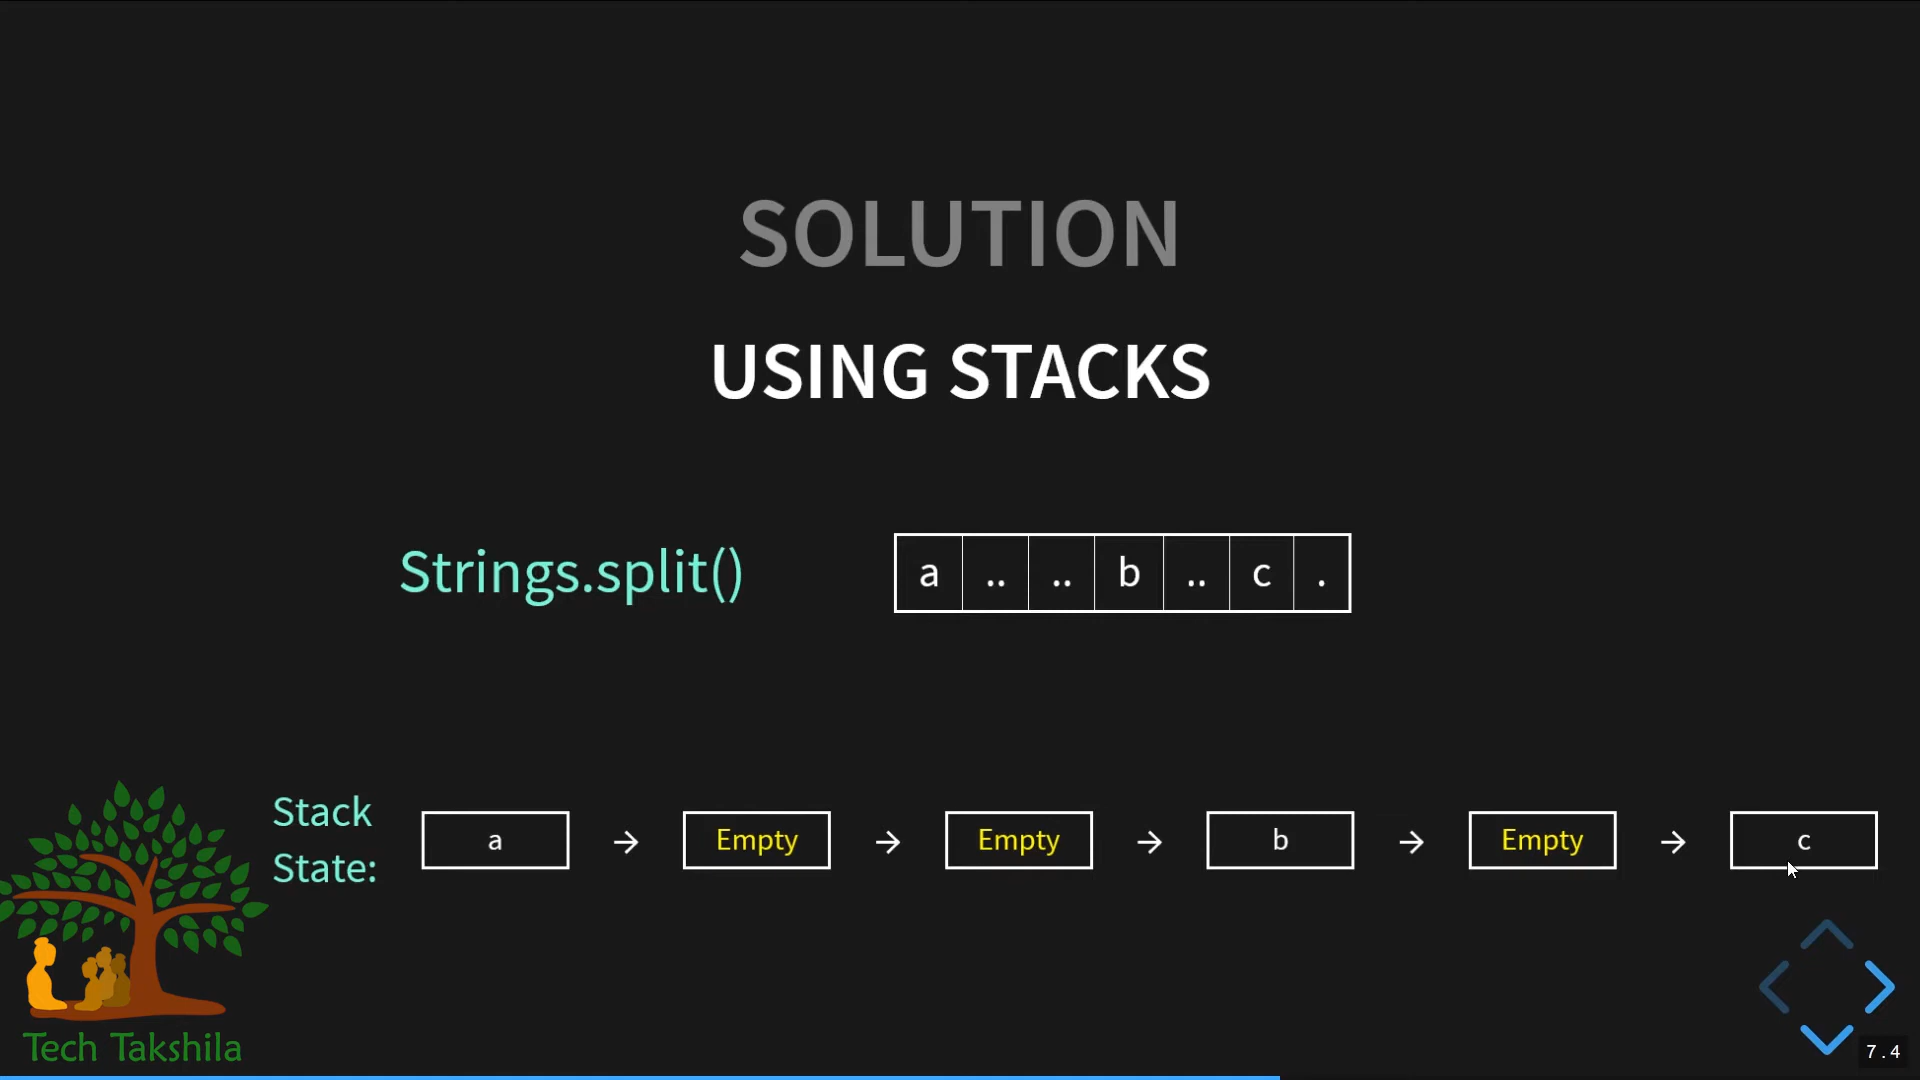 SOLUTION
USING STACKS
Strings.split()
a .. .. b .. c .
Stack
State:
a → Empty → Empty → b → Empty → c
Tech Takshila
7.4